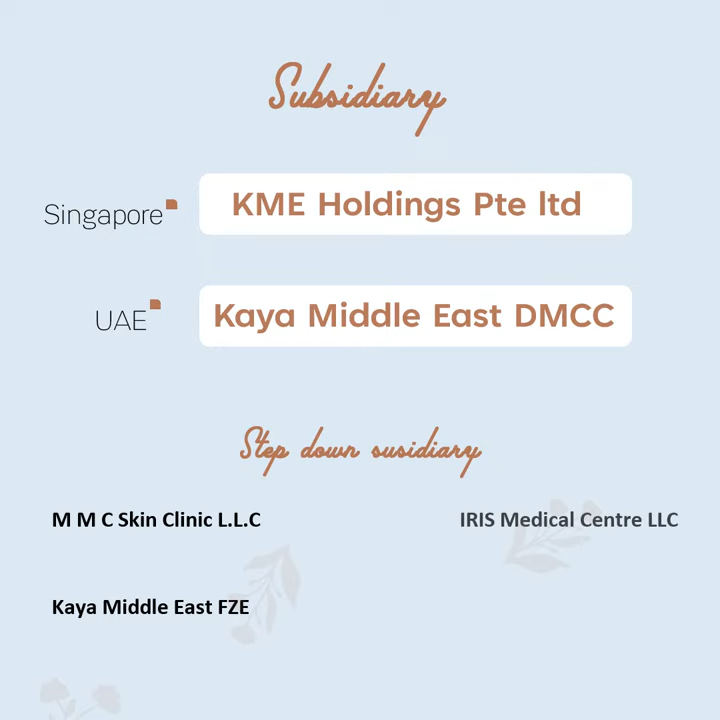 Subsidiary
Singapore
KME Holdings Pte ltd
UAE
Kaya Middle East DMCC
Step down susidiary
M M C Skin Clinic L.L.C
IRIS Medical Centre LLC
Kaya Middle East FZE